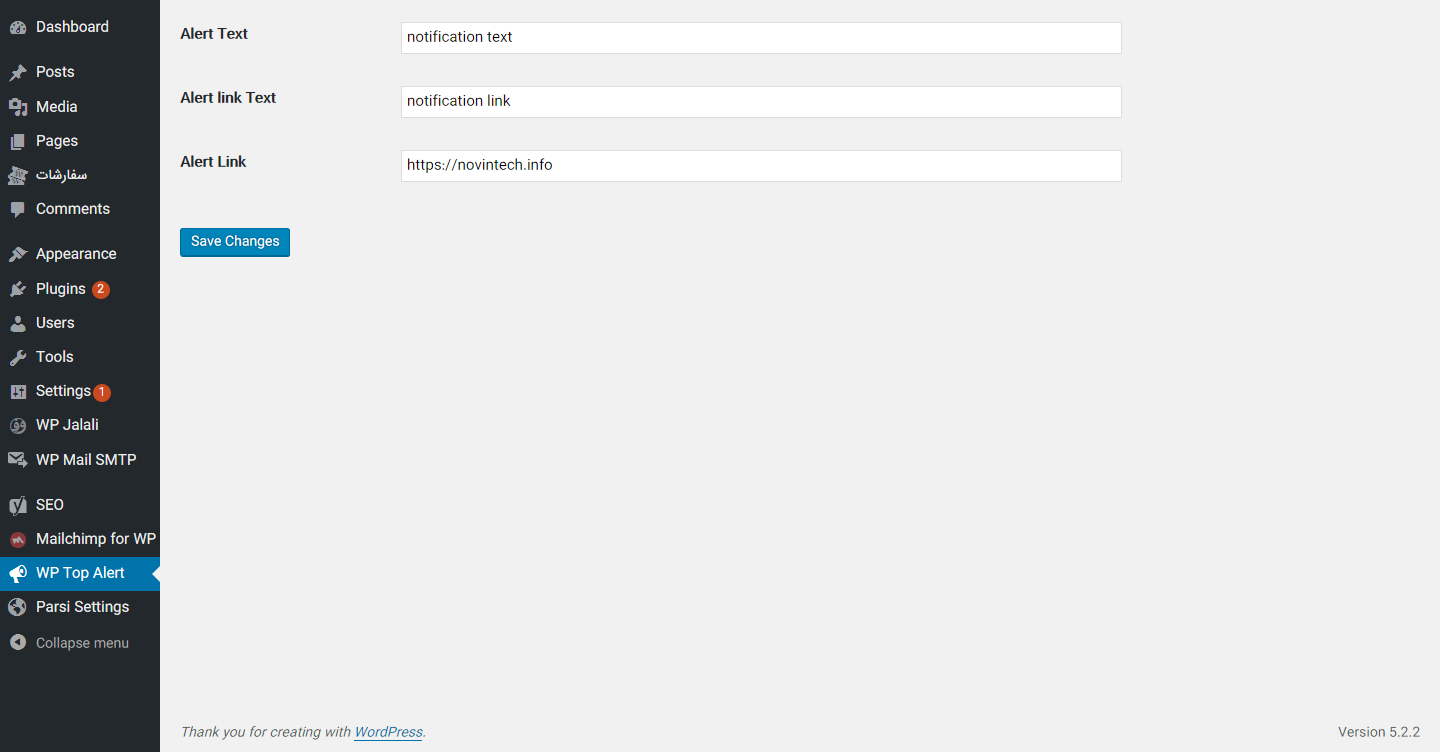 Dashboard
Posts
Media
Pages
سفارشات
Comments
Appearance
Plugins 2
Users
Tools
Settings 1
WP Jalali
WP Mail SMTP
SEO
Mailchimp for WP
WP Top Alert
Parsi Settings
Collapse menu
Alert Text notification text
Alert link Text notification link
Alert Link https://novintech.info
Save Changes
Thank you for creating with WordPress. Version 5.2.2